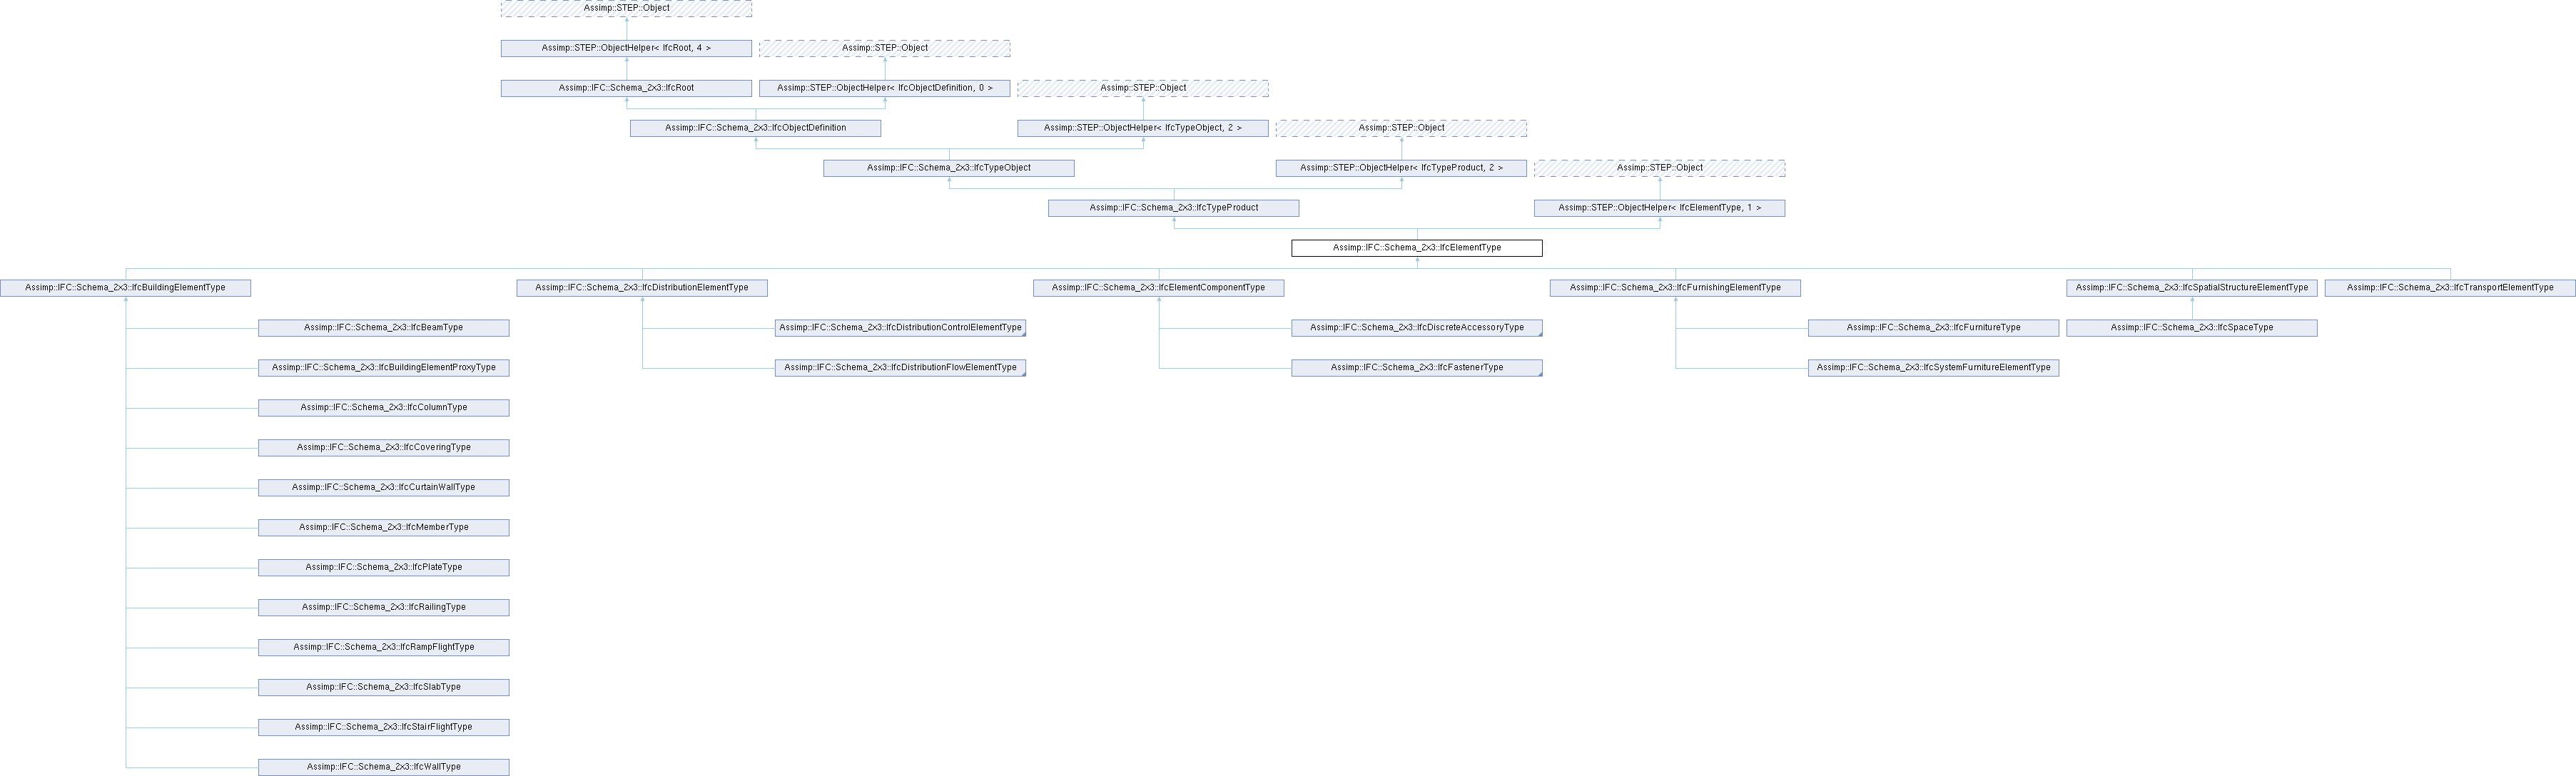 Assimp::STEP::Object
Assimp::STEP::ObjectHelper< IfcRoot, 4 >
Assimp::STEP::Object
Assimp::IFC::Schema_2x3::IfcRoot
Assimp::STEP::ObjectHelper< IfcObjectDefinition, 0 >
Assimp::STEP::Object
Assimp::IFC::Schema_2x3::IfcObjectDefinition
Assimp::STEP::ObjectHelper< IfcTypeObject, 2 >
Assimp::STEP::Object
Assimp::IFC::Schema_2x3::IfcTypeObject
Assimp::STEP::ObjectHelper< IfcTypeProduct, 2 >
Assimp::STEP::Object
Assimp::IFC::Schema_2x3::IfcTypeProduct
Assimp::STEP::ObjectHelper< IfcElementType, 1 >
Assimp::IFC::Schema_2x3::IfcElementType
Assimp::IFC::Schema_2x3::IfcBuildingElementType
Assimp::IFC::Schema_2x3::IfcDistributionElementType
Assimp::IFC::Schema_2x3::IfcElementComponentType
Assimp::IFC::Schema_2x3::IfcFurnishingElementType
Assimp::IFC::Schema_2x3::IfcSpatialStructureElementType
Assimp::IFC::Schema_2x3::IfcTransportElementType
Assimp::IFC::Schema_2x3::IfcBeamType
Assimp::IFC::Schema_2x3::IfcDistributionControlElementType
Assimp::IFC::Schema_2x3::IfcDiscreteAccessoryType
Assimp::IFC::Schema_2x3::IfcFurnitureType
Assimp::IFC::Schema_2x3::IfcSpaceType
Assimp::IFC::Schema_2x3::IfcBuildingElementProxyType
Assimp::IFC::Schema_2x3::IfcDistributionFlowElementType
Assimp::IFC::Schema_2x3::IfcFastenerType
Assimp::IFC::Schema_2x3::IfcSystemFurnitureElementType
Assimp::IFC::Schema_2x3::IfcColumnType
Assimp::IFC::Schema_2x3::IfcCoveringType
Assimp::IFC::Schema_2x3::IfcCurtainWallType
Assimp::IFC::Schema_2x3::IfcMemberType
Assimp::IFC::Schema_2x3::IfcPlateType
Assimp::IFC::Schema_2x3::IfcRailingType
Assimp::IFC::Schema_2x3::IfcRampFlightType
Assimp::IFC::Schema_2x3::IfcSlabType
Assimp::IFC::Schema_2x3::IfcStairFlightType
Assimp::IFC::Schema_2x3::IfcWallType